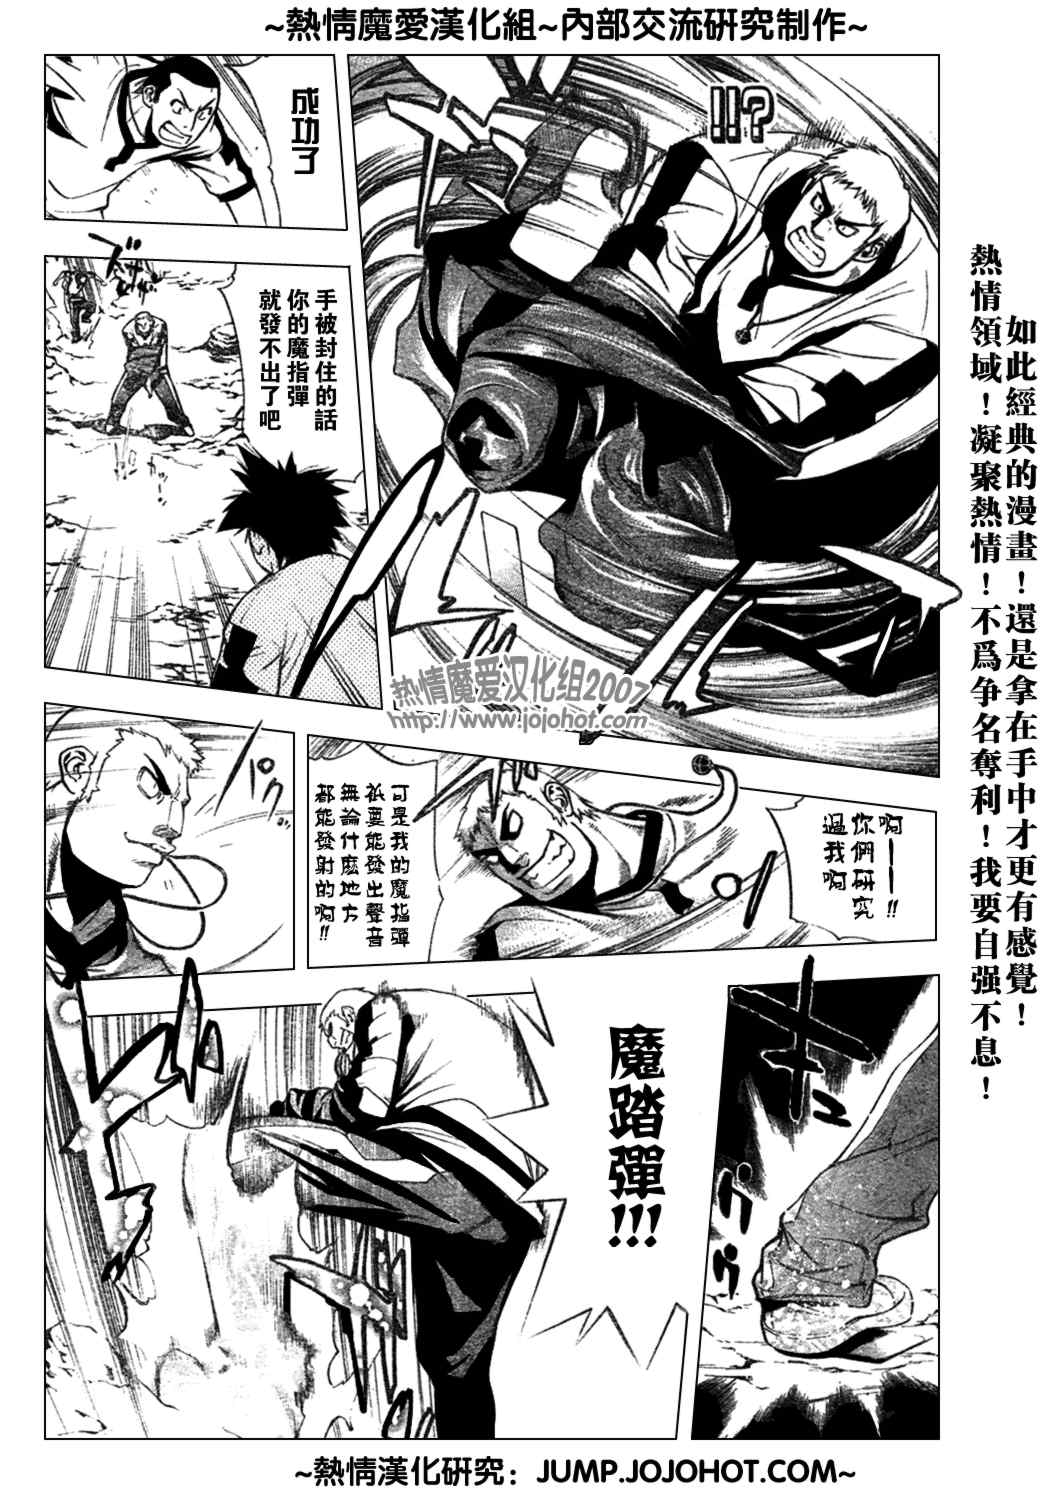 ~熱情魔愛漢化組~內部交流研究制作~
如此經典的漫畫！還是拿在手中才更有感覺！
熱情領域！凝聚熱情！不爲争名奪利！我要自强不息！
!!?
成功了
手被封住的話
你的魔指彈
就發不出了吧
熱情魔爱汉化组2007
http://www.jojohot.com
啊——!!
你們研究
過我啊
可是我的魔指彈
祇要能發出聲音
無論什麽地方
都能發射的啊!!
魔踏彈!!!
~熱情漢化研究：JUMP.JOJOHOT.COM~